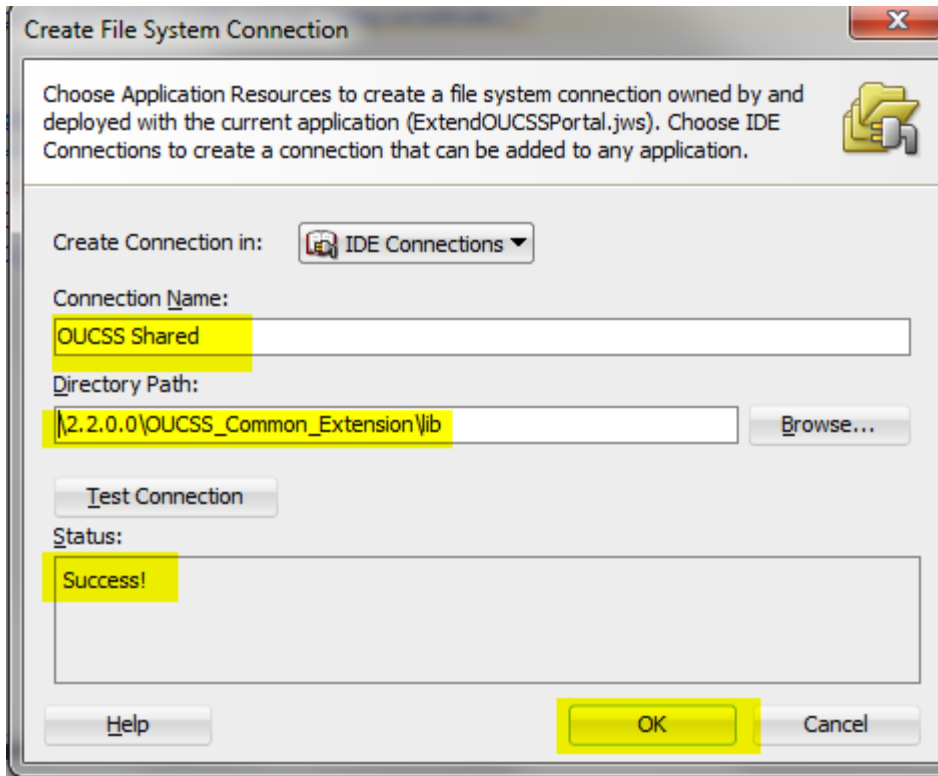 Create File System Connection
Choose Application Resources to create a file system connection owned by and
deployed with the current application (ExtendOUCSSPortal.jws). Choose IDE
Connections to create a connection that can be added to any application.
Create Connection in: IDE Connections
Connection Name:
OUCSS Shared
Directory Path:
\2.2.0.0\OUCSS_Common_Extension\lib Browse...
Test Connection
Status:
Success!
Help OK Cancel